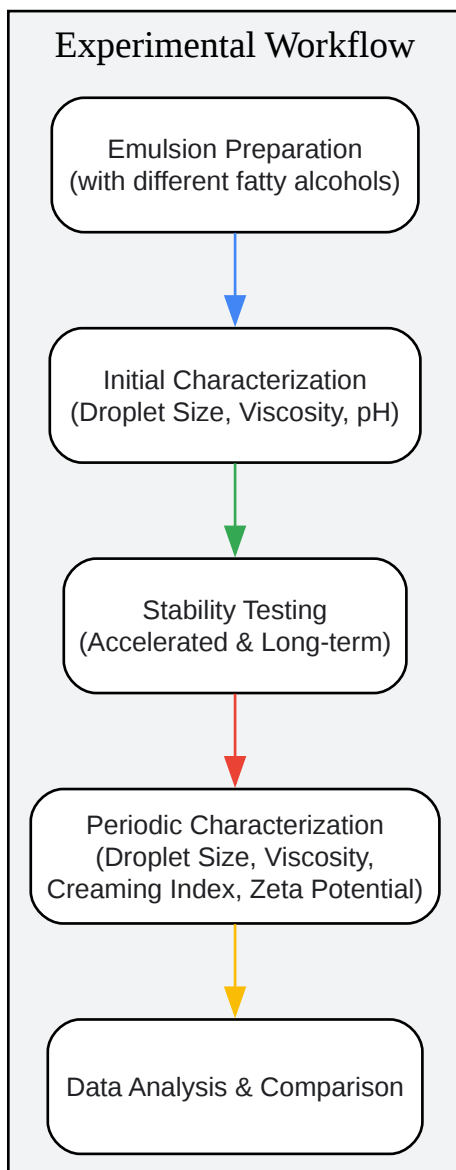 Experimental Workflow
Emulsion Preparation
(with different fatty alcohols)
Initial Characterization
(Droplet Size, Viscosity, pH)
Stability Testing
(Accelerated & Long-term)
Periodic Characterization
(Droplet Size, Viscosity,
Creaming Index, Zeta Potential)
Data Analysis & Comparison